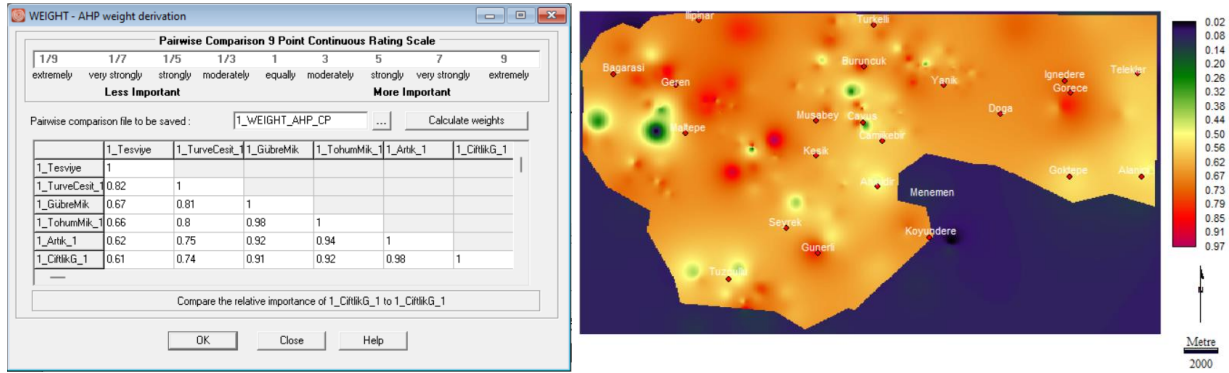 WEIGHT - AHP weight derivation
Pairwise Comparison 9 Point Continuous Rating Scale
1/9 1/7 1/5 1/3 1 3 5 7 9
extremely very strongly strongly moderately equally moderately strongly very strongly extremely
Less Important More Important
Pairwise comparison file to be saved : 1_WEIGHT_AHP_CP ... Calculate weights
1_Tesviye 1_TurveCesit_1 1_GübreMik 1_TohumMik_1 1_Artık_1 1_CiftlikG_1
1_Tesviye 1
1_TurveCesit_1 0.82 1
1_GübreMik 0.67 0.81 1
1_TohumMik_1 0.66 0.8 0.98 1
1_Artık_1 0.62 0.75 0.92 0.94 1
1_CiftlikG_1 0.61 0.74 0.91 0.92 0.98 1
Compare the relative importance of 1_CiftlikG_1 to 1_CiftlikG_1
OK Close Help
Ilipinar
Turkelli
Bagarasi
Geren
Buruncuk
Yanik
Ignedere
Gorece
Telekler
Maltepe
Musabey
Cavus
Camikebir
Doga
Kesik
Menemen
Goktepe
Seyrek
Gunerli
Koyundere
0.02
0.08
0.14
0.20
0.26
0.32
0.38
0.44
0.50
0.56
0.62
0.67
0.73
0.79
0.85
0.91
0.97
Metre
2000